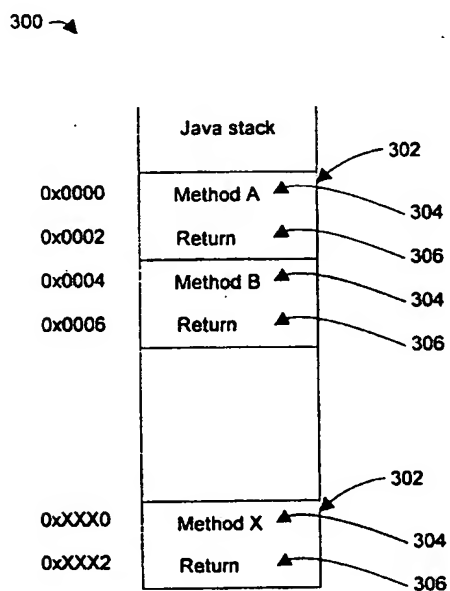 300
Java stack
302
0x0000 Method A 304
0x0002 Return 306
0x0004 Method B 304
0x0006 Return 306
302
0xXXX0 Method X 304
0xXXX2 Return 306